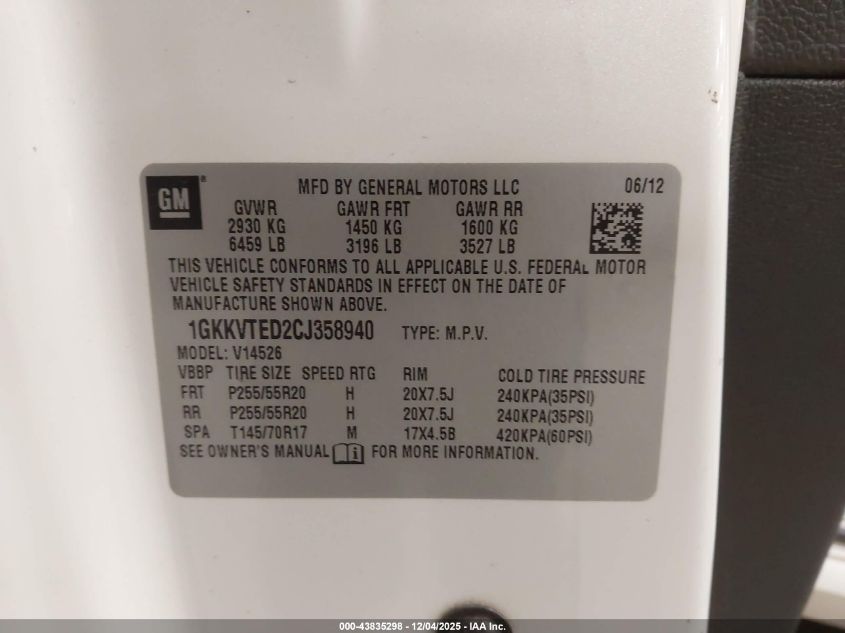 GM ® MFD BY GENERAL MOTORS LLC 06/12
GVWR GAWR FRT GAWR RR
2930 KG 1450 KG 1600 KG
6459 LB 3196 LB 3527 LB
THIS VEHICLE CONFORMS TO ALL APPLICABLE U.S. FEDERAL MOTOR
VEHICLE SAFETY STANDARDS IN EFFECT ON THE DATE OF
MANUFACTURE SHOWN ABOVE.
1GKKVTED2CJ358940 TYPE: M.P.V.
MODEL: V14526
VBBP TIRE SIZE SPEED RTG RIM COLD TIRE PRESSURE
FRT P255/55R20 H 20X7.5J 240KPA(35PSI)
RR P255/55R20 H 20X7.5J 240KPA(35PSI)
SPA T145/70R17 M 17X4.5B 420KPA(60PSI)
SEE OWNER'S MANUAL i FOR MORE INFORMATION.
000-43835298 - 12/04/2025 - IAA Inc.